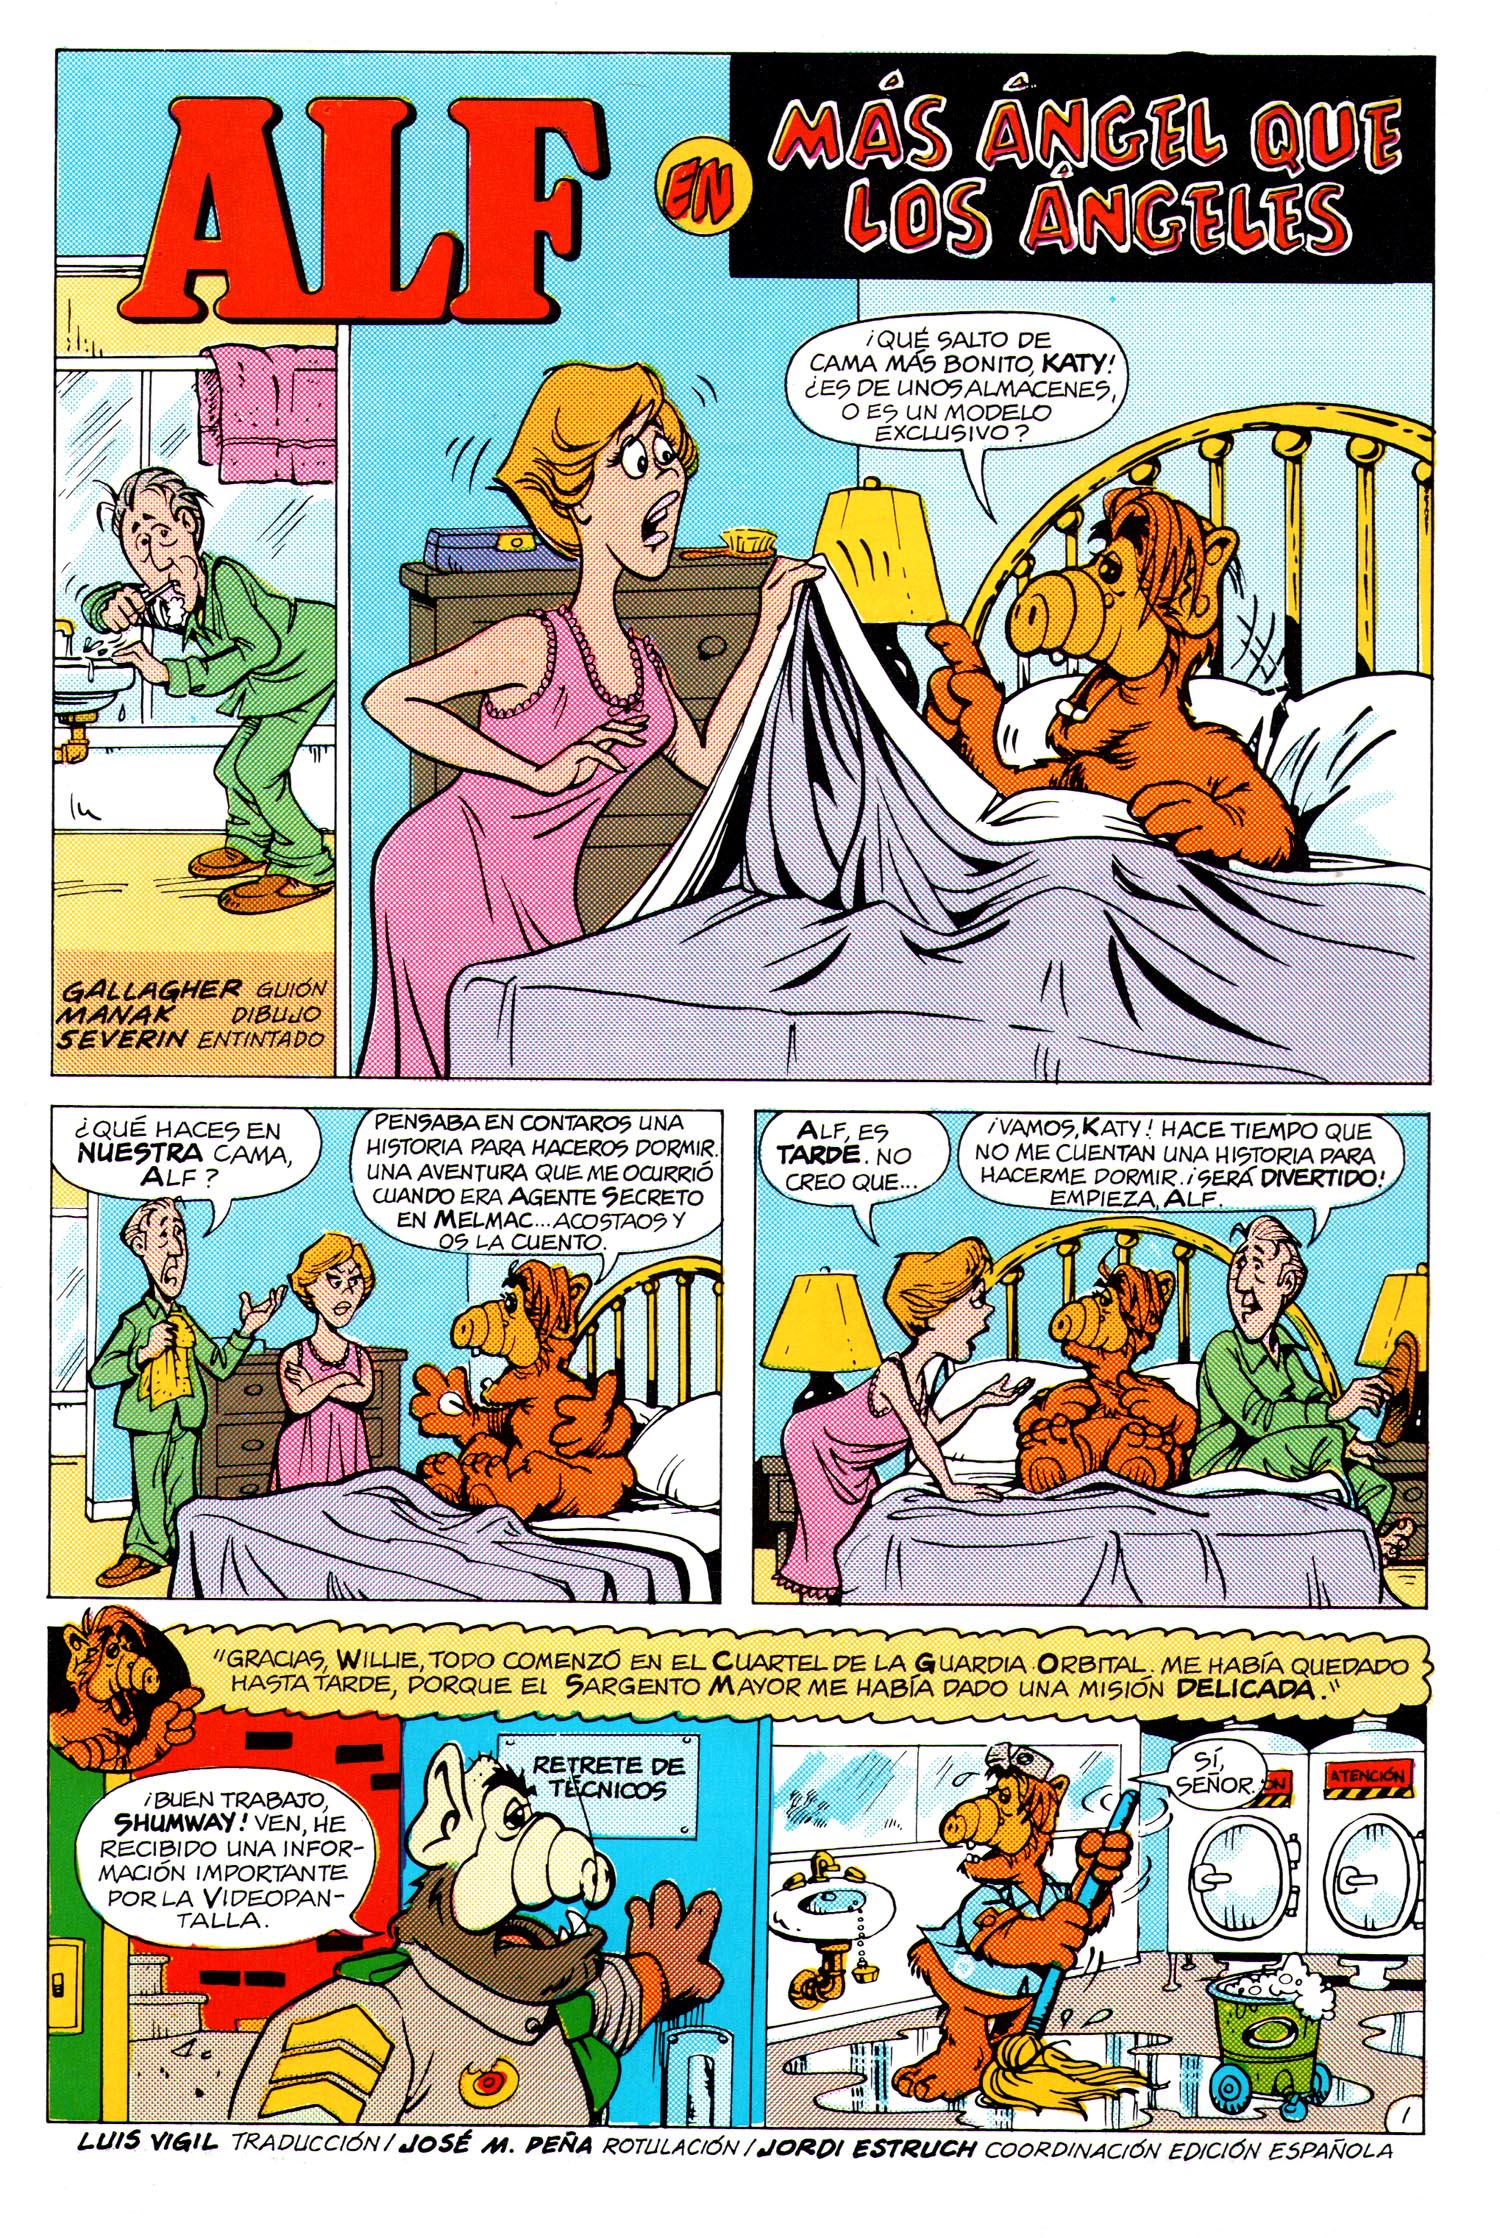 ALF
EN
MÁS ÁNGEL QUE
LOS ÁNGELES
¡QUÉ SALTO DE
CAMA MÁS BONITO, KATY!
¿ES DE UNOS ALMACENES,
O ES UN MODELO
EXCLUSIVO?
GALLAGHER GUIÓN
MANAK DIBUJO
SEVERIN ENTINTADO
¿QUÉ HACES EN
NUESTRA CAMA,
ALF?
PENSABA EN CONTAROS UNA
HISTORIA PARA HACEROS DORMIR.
UNA AVENTURA QUE ME OCURRIÓ
CUANDO ERA AGENTE SECRETO
EN MELMAC... ACOSTAOS Y
OS LA CUENTO.
ALF, ES
TARDE. NO
CREO QUE...
¡VAMOS, KATY! HACE TIEMPO QUE
NO ME CUENTAN UNA HISTORIA PARA
HACERME DORMIR. ¡SERÁ DIVERTIDO!
EMPIEZA, ALF.
"GRACIAS, WILLIE, TODO COMENZÓ EN EL CUARTEL DE LA GUARDIA ORBITAL. ME HABÍA QUEDADO
HASTA TARDE, PORQUE EL SARGENTO MAYOR ME HABÍA DADO UNA MISIÓN DELICADA."
¡BUEN TRABAJO,
SHUMWAY! VEN, HE
RECIBIDO UNA INFOR-
MACIÓN IMPORTANTE
POR LA VIDEOPAN-
TALLA.
RETRETE DE
TÉCNICOS
SÍ,
SEÑOR.
ON
ATENCIÓN
1
LUIS VIGIL TRADUCCIÓN / JOSÉ M. PEÑA ROTULACIÓN / JORDI ESTRUCH COORDINACIÓN EDICIÓN ESPAÑOLA